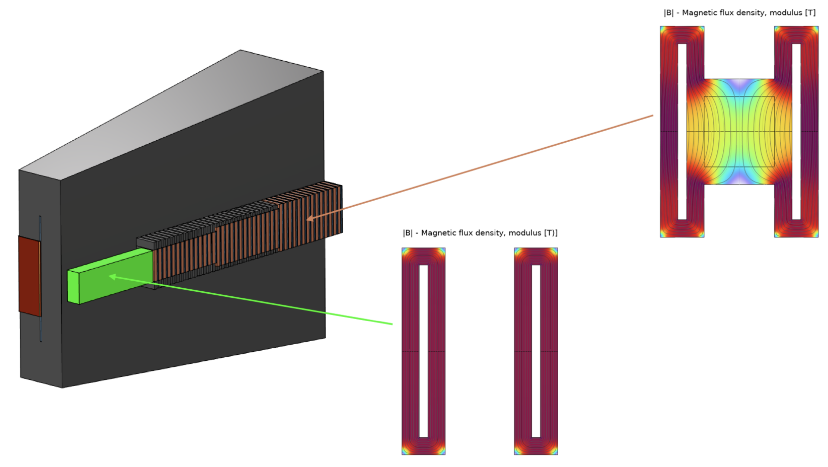 |B| - Magnetic flux density, modulus [T]
|B| - Magnetic flux density, modulus [T)]